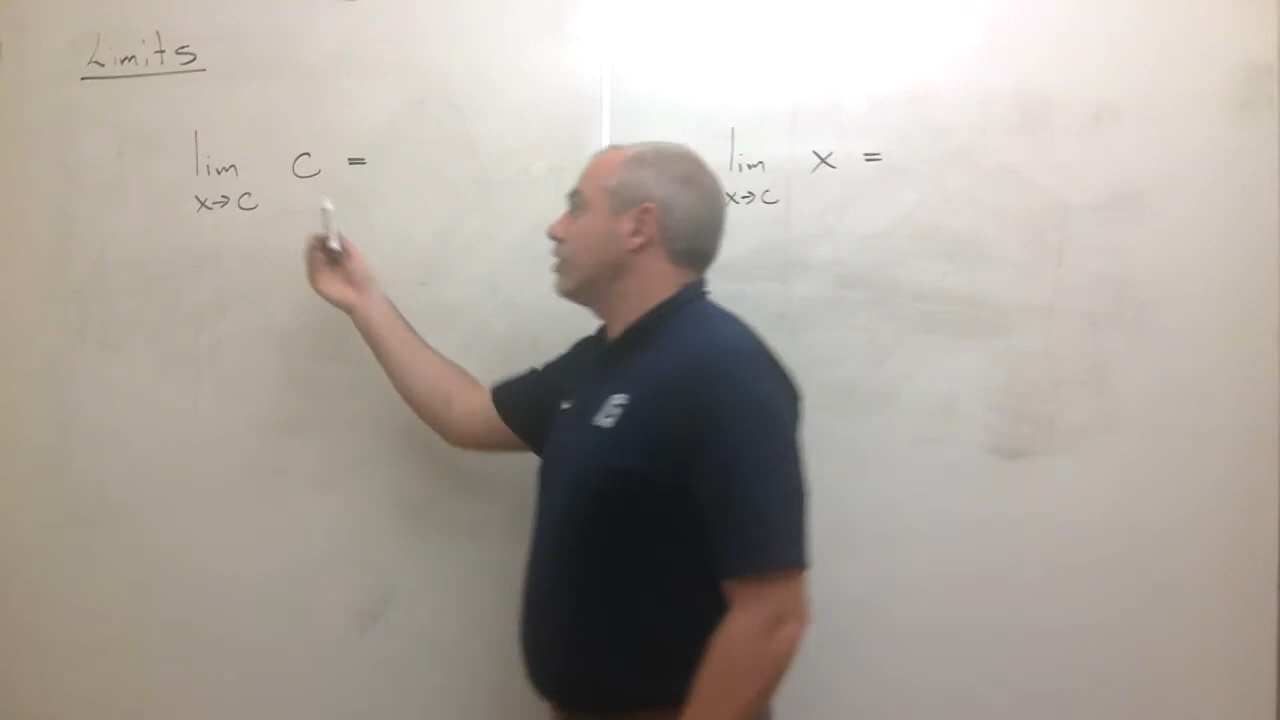 Limits
lim C =
x→C
lim x =
x→C